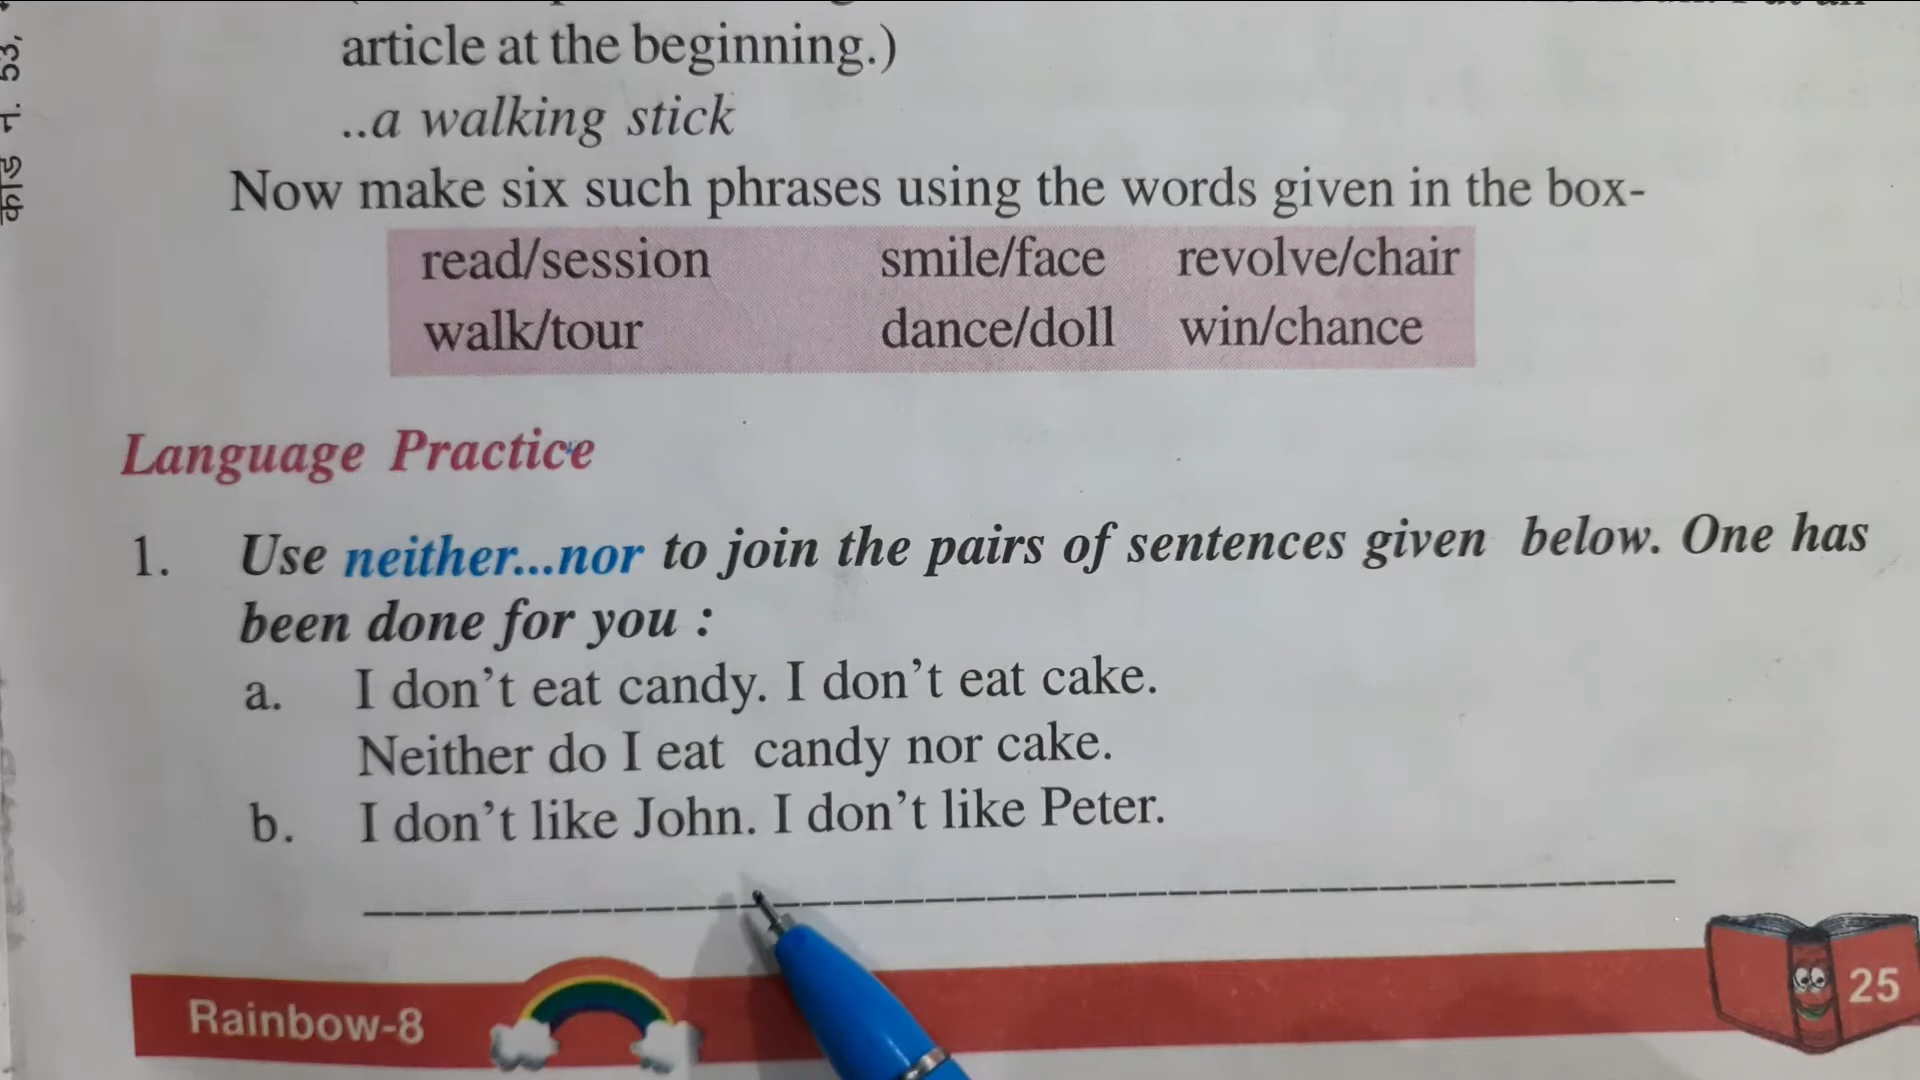 article at the beginning.)
..a walking stick
Now make six such phrases using the words given in the box-
read/session smile/face revolve/chair
walk/tour dance/doll win/chance
Language Practice
1. Use neither...nor to join the pairs of sentences given below. One has
been done for you :
a. I don't eat candy. I don't eat cake.
Neither do I eat candy nor cake.
b. I don't like John. I don't like Peter.
Rainbow-8
25